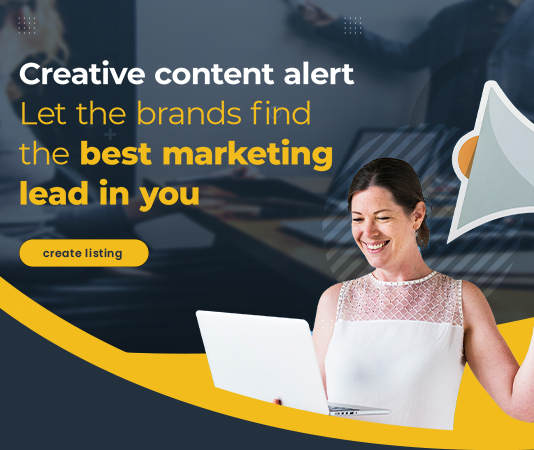 Creative content alert
Let the brands find
the best marketing
lead in you
create listing